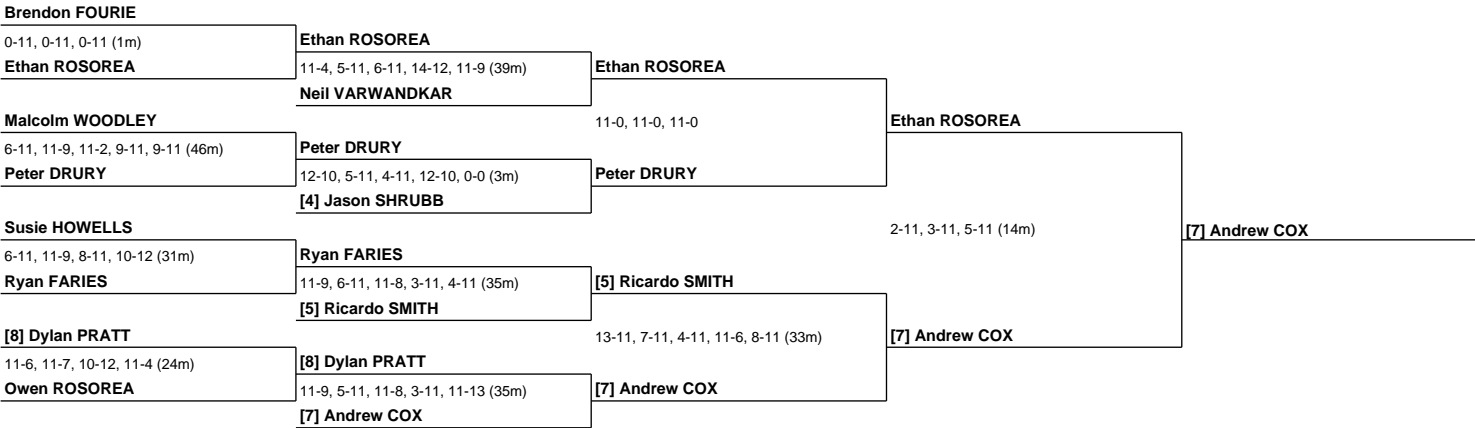 Brendon FOURIE
0-11, 0-11, 0-11 (1m)
Ethan ROSOREA
Malcolm WOODLEY
6-11, 11-9, 11-2, 9-11, 9-11 (46m)
Peter DRURY
Susie HOWELLS
6-11, 11-9, 8-11, 10-12 (31m)
Ryan FARIES
[8] Dylan PRATT
11-6, 11-7, 10-12, 11-4 (24m)
Owen ROSOREA
Ethan ROSOREA
11-4, 5-11, 6-11, 14-12, 11-9 (39m)
Neil VARWANDKAR
Peter DRURY
12-10, 5-11, 4-11, 12-10, 0-0 (3m)
[4] Jason SHRUBB
Ryan FARIES
11-9, 6-11, 11-8, 3-11, 4-11 (35m)
[5] Ricardo SMITH
[8] Dylan PRATT
11-9, 5-11, 11-8, 3-11, 11-13 (35m)
[7] Andrew COX
Ethan ROSOREA
11-0, 11-0, 11-0
Peter DRURY
[5] Ricardo SMITH
13-11, 7-11, 4-11, 11-6, 8-11 (33m)
[7] Andrew COX
Ethan ROSOREA
2-11, 3-11, 5-11 (14m)
[7] Andrew COX
[7] Andrew COX